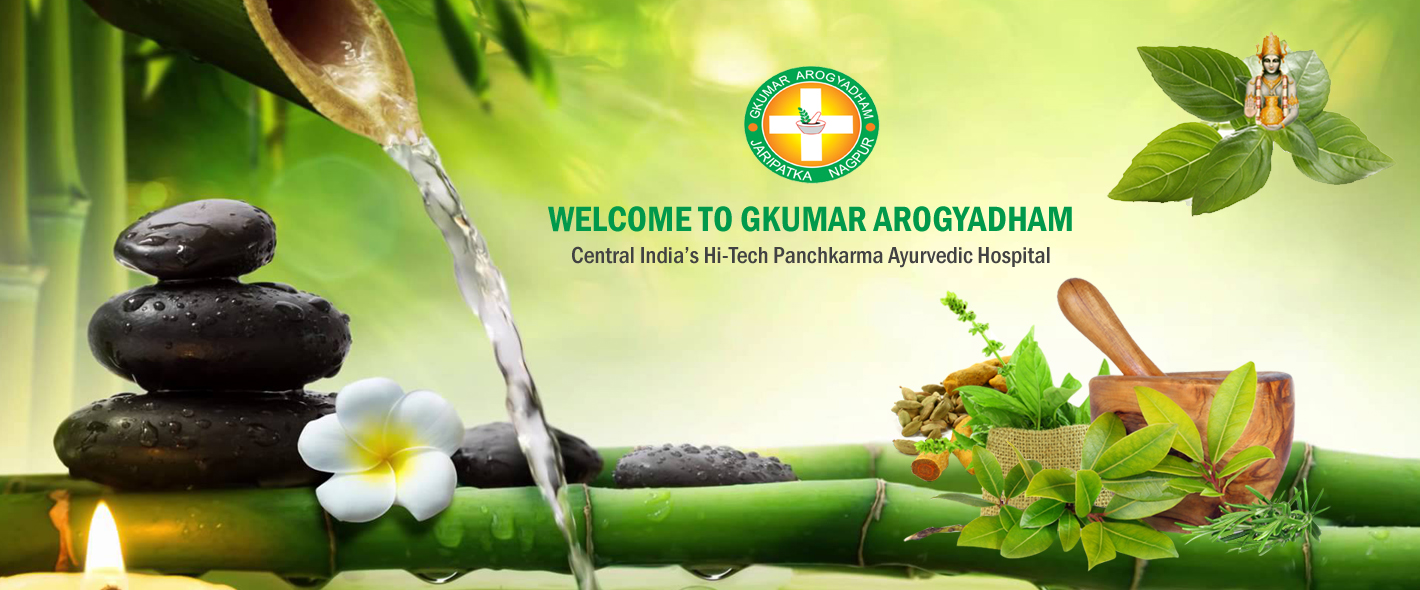 GKUMAR AROGYADHAM
JARIPATKA NAGPUR
WELCOME TO GKUMAR AROGYADHAM
Central India's Hi-Tech Panchkarma Ayurvedic Hospital